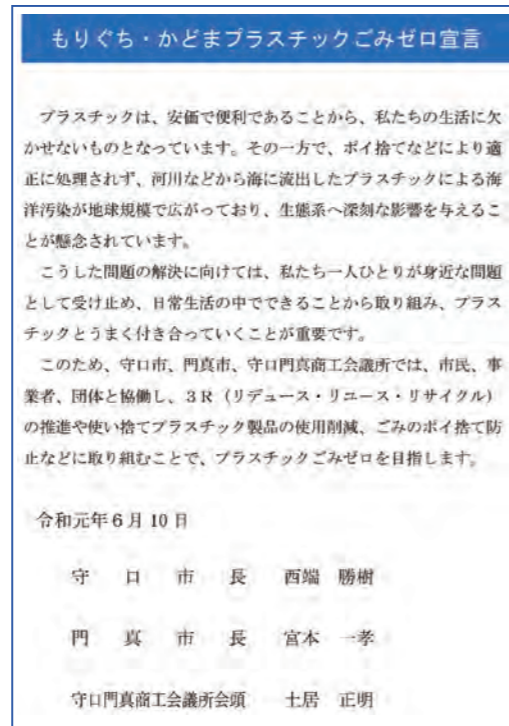 もりぐち・かどまプラスチックごみゼロ宣言
プラスチックは、安価で便利であることから、私たちの生活に欠
かせないものとなっています。その一方で、ポイ捨てなどにより適
正に処理されず、河川などから海に流出したプラスチックによる海
洋汚染が地球規模で広がっており、生態系へ深刻な影響を与えるこ
とが懸念されています。
こうした問題の解決に向けては、私たち一人ひとりが身近な問題
として受け止め、日常生活の中でできることから取り組み、プラス
チックとうまく付き合っていくことが重要です。
このため、守口市、門真市、守口門真商工会議所では、市民、事
業者、団体と協働し、3R（リデュース・リユース・リサイクル）
の推進や使い捨てプラスチック製品の使用削減、ごみのポイ捨て防
止などに取り組むことで、プラスチックごみゼロを目指します。
令和元年6月10日
守口市長 西端 勝樹
門真市長 宮本 一孝
守口門真商工会議所会頭 土居 正明